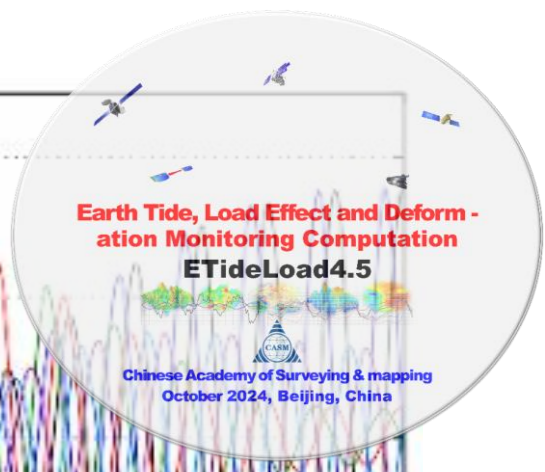 Earth Tide, Load Effect and Deform -
ation Monitoring Computation
ETideLoad4.5
CASM
Chinese Academy of Surveying & mapping
October 2024, Beijing, China